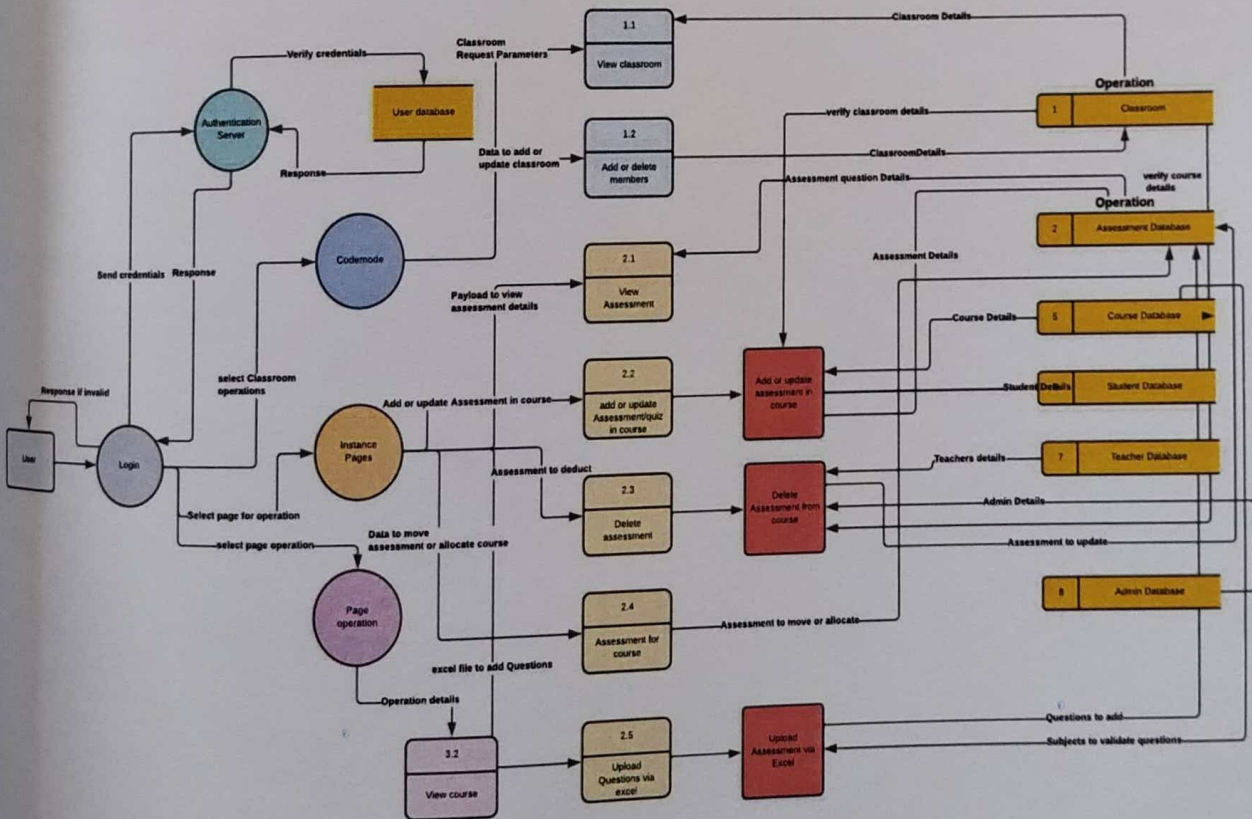 1.1
View classroom
Classroom Details
Classroom
Request Parameters
Verify credentials
User database
Authentication
Server
Response
Operation
1
Classroom
verify classroom details
1.2
Add or delete
members
Data to add or
update classroom
ClassroomDetails
Assessment question Details
verify course
details
Operation
2
Assessment Database
Codemode
Send credentials
Response
2.1
View
Assessment
Payload to view
assessment details
Assessment Details
Course Details
5
Course Database
select Classroom
operations
Response if invalid
User
Login
Instance
Pages
Add or update Assessment in course
2.2
add or update
Assessment/quiz
in course
Add or update
assessment in
course
Student Details
Student Database
Assessment to deduct
2.3
Delete
assessment
Delete
Assessment from
course
Teachers details
7
Teacher Database
Admin Details
Assessment to update
Select page for operation
select page operation
Data to move
assessment or allocate course
Page
operation
2.4
Assessment for
course
Assessment to move or allocate
8
Admin Database
excel file to add Questions
Operation details
3.2
View course
2.5
Upload
Questions via
excel
Upload
Assessment via
Excel
Questions to add
Subjects to validate questions